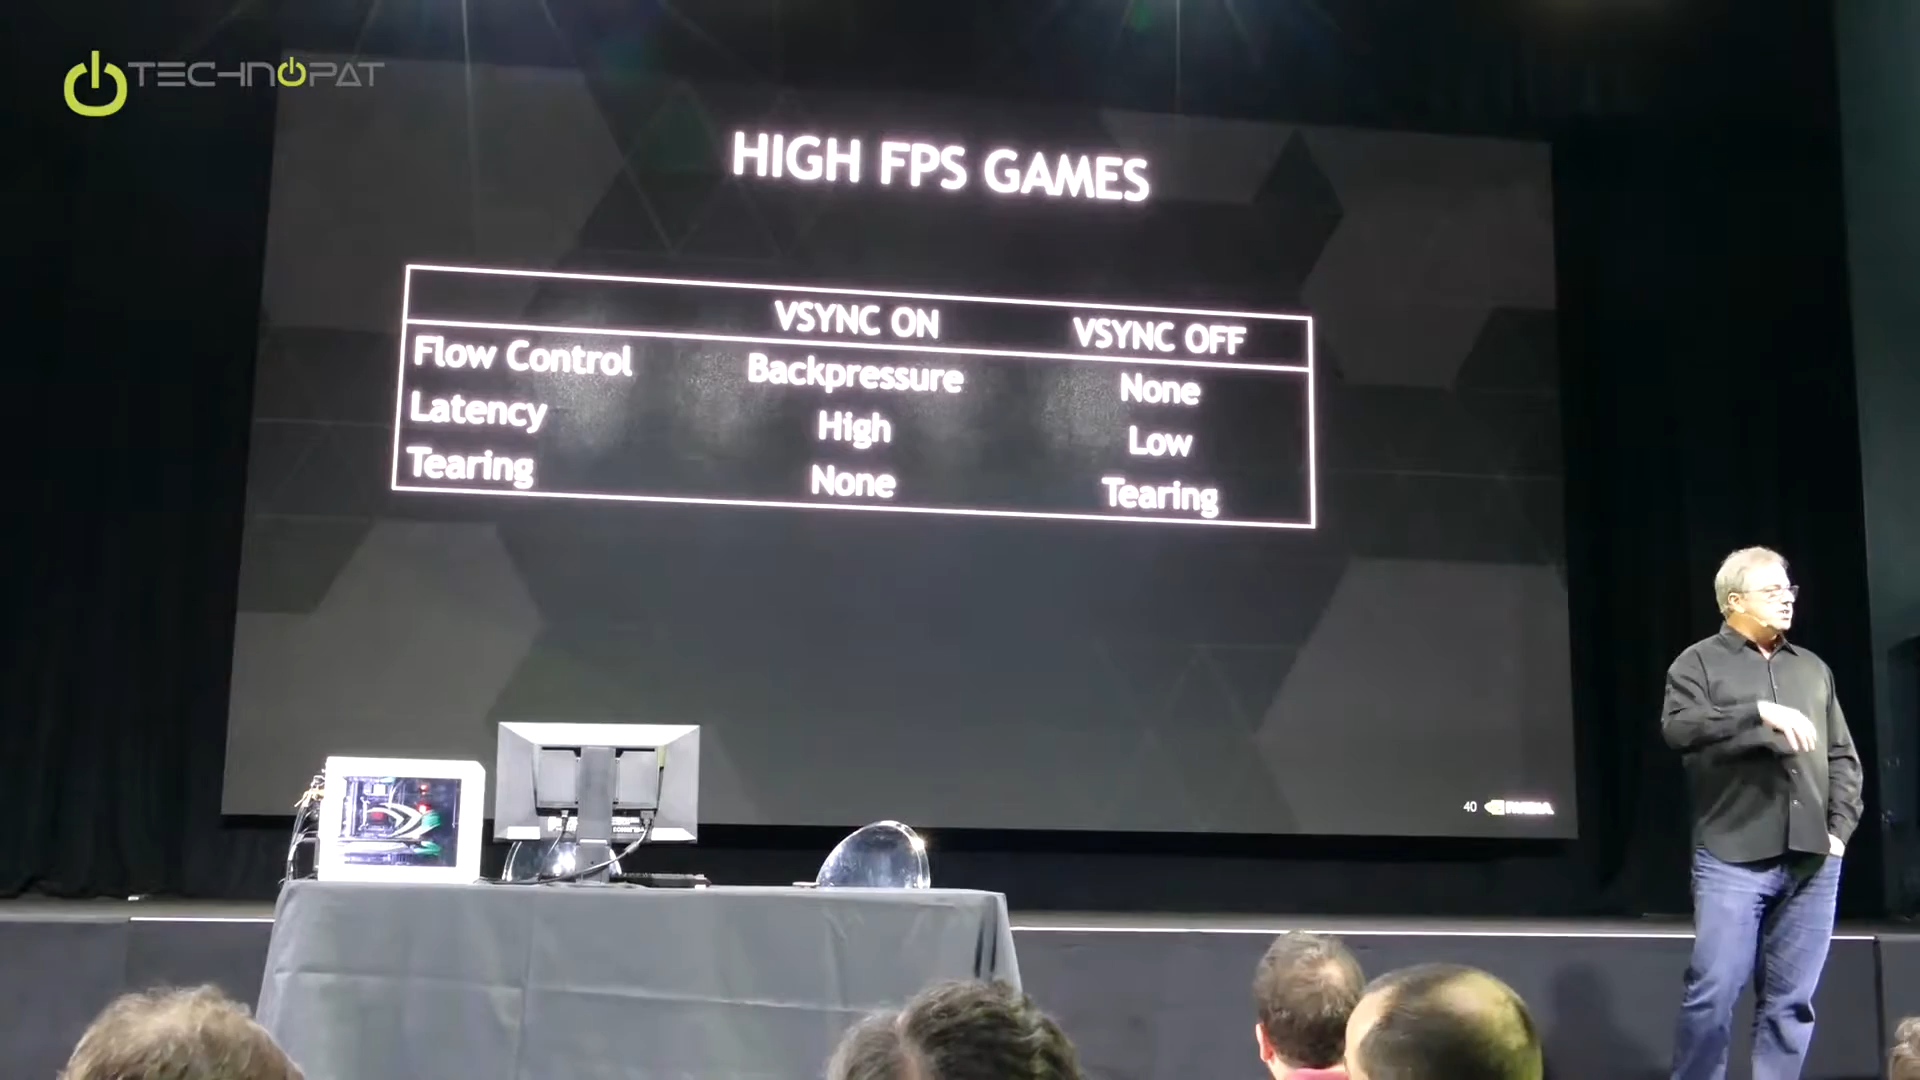 TECHNOPAT
HIGH FPS GAMES
VSYNC ON VSYNC OFF
Flow Control Backpressure None
Latency High Low
Tearing None Tearing
40 NVIDIA